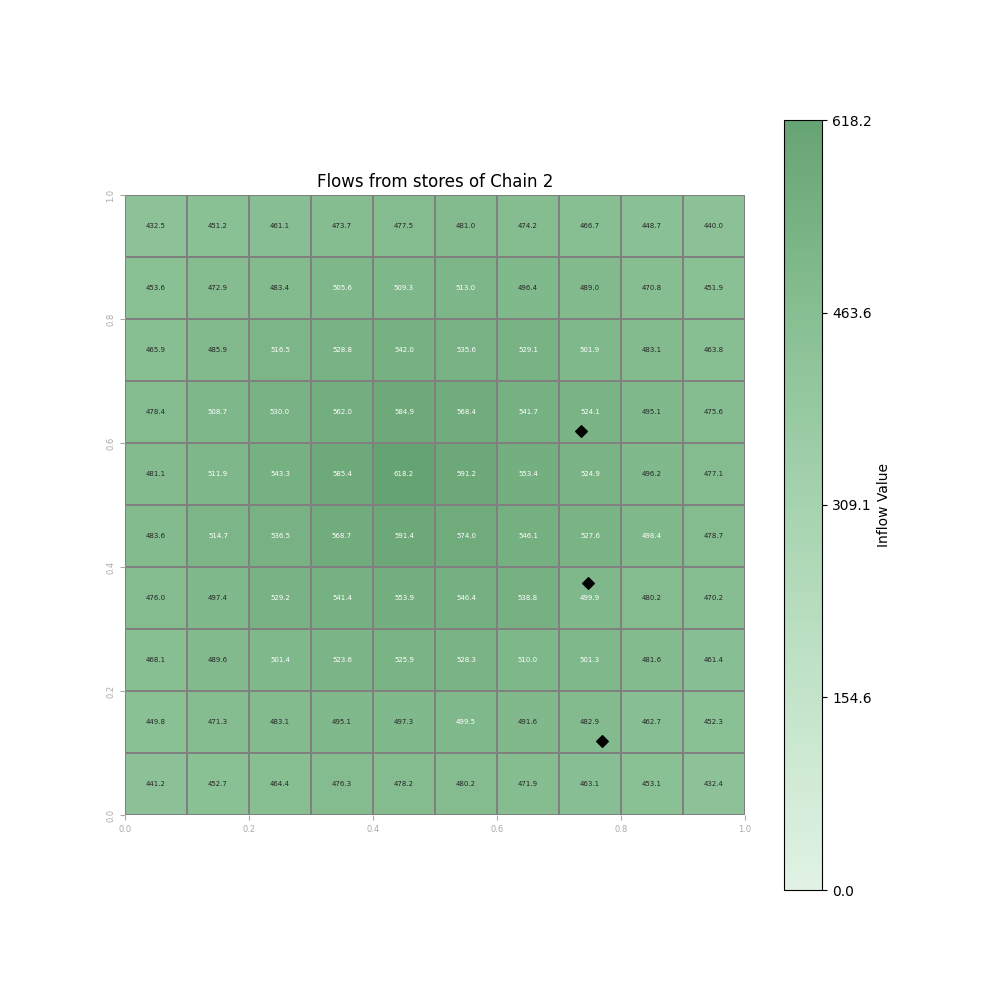 Flows from stores of Chain 2
618.2
1.0
432.5 451.2 461.1 473.7 477.5 481.0 474.2 466.7 448.7 440.0
453.6 472.9 483.4 505.6 509.3 513.0 496.4 489.0 470.8 451.9
0.8
463.6
465.9 485.9 516.5 528.8 542.0 535.6 529.1 501.9 483.1 463.8
478.4 508.7 530.0 562.0 584.9 568.4 541.7 524.1 495.1 475.6
0.6
481.1 511.9 543.3 585.4 618.2 591.2 553.4 524.9 496.2 477.1
309.1
Inflow Value
483.6 514.7 536.5 568.7 591.4 574.0 546.1 527.6 498.4 478.7
0.4
476.0 497.4 529.2 541.4 553.9 546.4 538.8 499.9 480.2 470.2
468.1 489.6 501.4 523.6 525.9 528.3 510.0 501.3 481.6 461.4
0.2
154.6
449.8 471.3 483.1 495.1 497.3 499.5 491.6 482.9 462.7 452.3
441.2 452.7 464.4 476.3 478.2 480.2 471.9 463.1 453.1 432.4
0.0
0.0 0.2 0.4 0.6 0.8 1.0
0.0